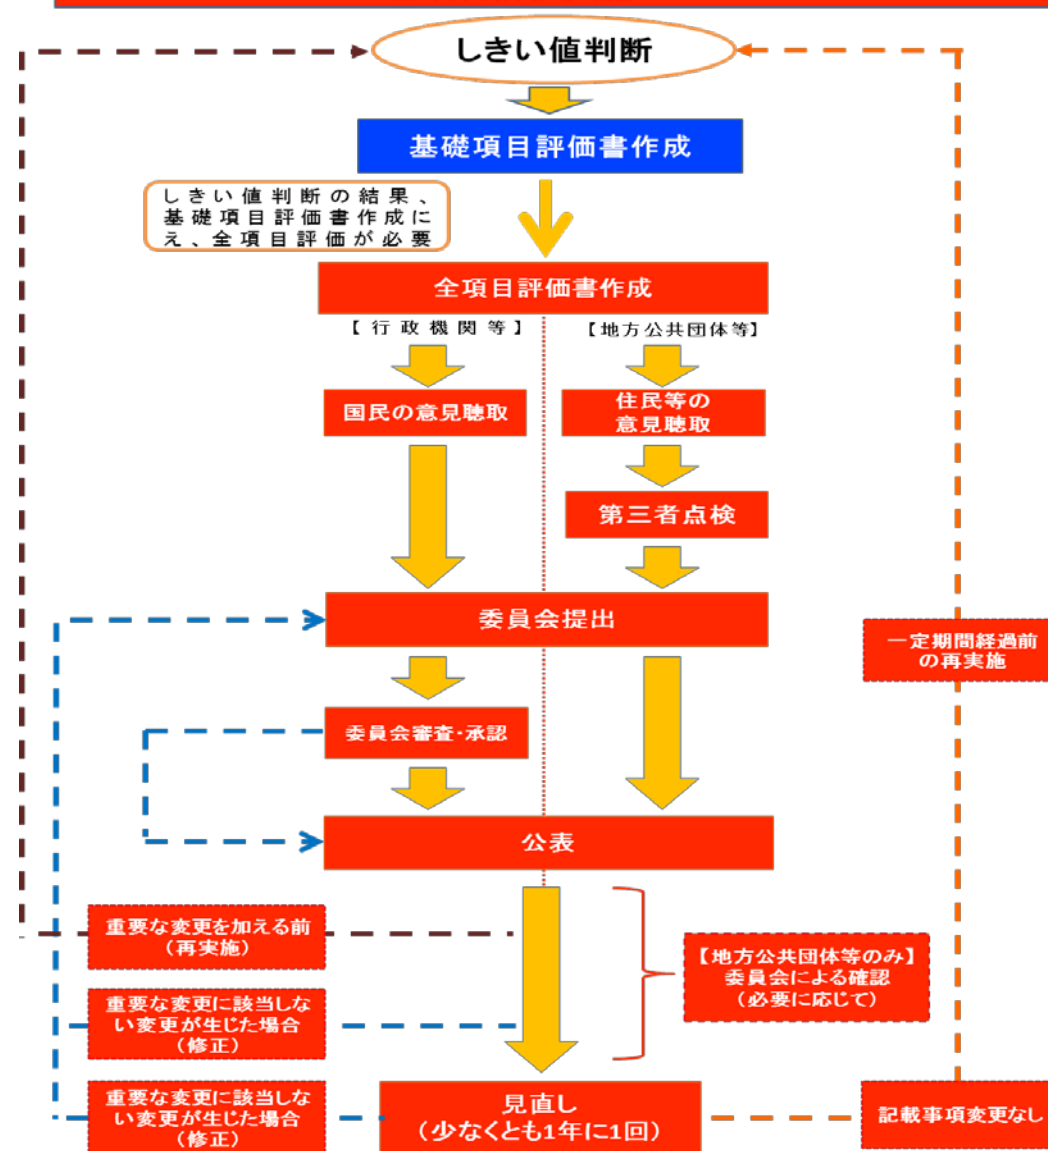 しきい値判断
基礎項目評価書作成
しきい値判断の結果、
基礎項目評価書作成に
え、全項目評価が必要
全項目評価書作成
【行政機関等】
【地方公共団体等】
国民の意見聴取
住民等の
意見聴取
第三者点検
委員会提出
一定期間経過前
の再実施
委員会審査・承認
公表
重要な変更を加える前
（再実施）
【地方公共団体等のみ】
委員会による確認
（必要に応じて）
重要な変更に該当しな
い変更が生じた場合
（修正）
重要な変更に該当しな
い変更が生じた場合
（修正）
見直し
（少なくとも1年に1回）
記載事項変更なし